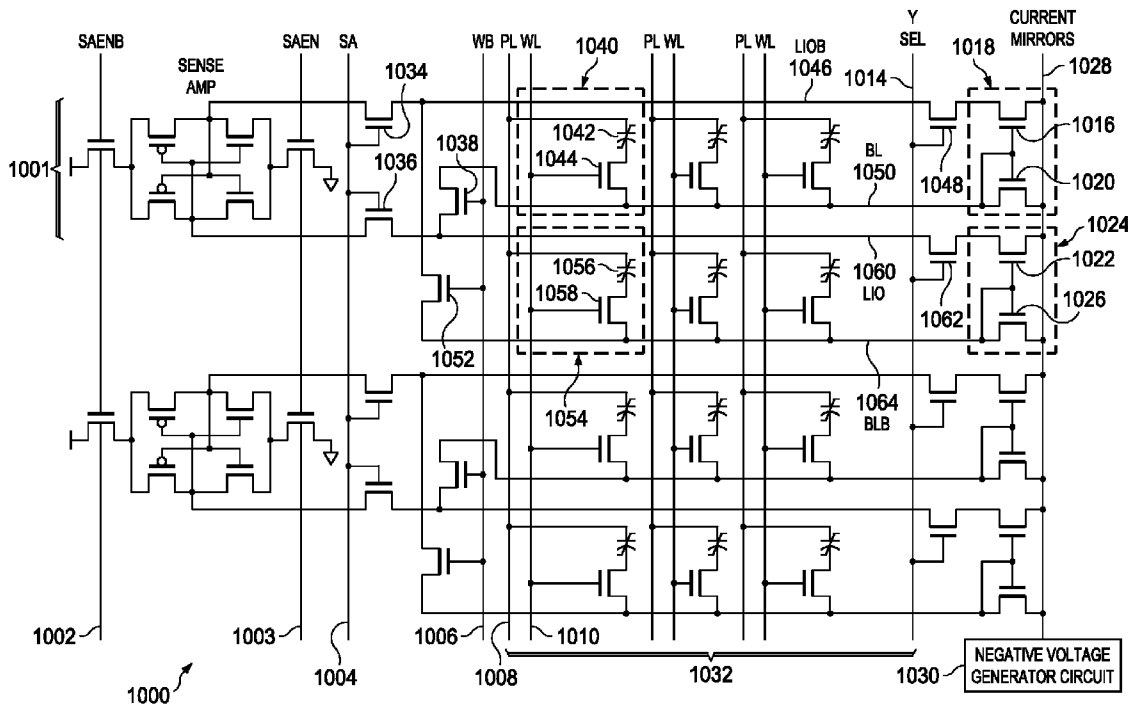 SAENB
SENSE
AMP
SAEN
SA
1034
WB
PL
WL
1040
PL
WL
PL
WL
LIOB
1046
Y
SEL
1014
CURRENT
MIRRORS
1018
1028
1001
1036
1038
1042
1044
BL
1050
1048
1016
1020
1024
1056
1058
1060
LIO
1062
1022
1026
1052
1054
1064
BLB
1002
1003
1004
1006
1008
1010
1032
1030
NEGATIVE VOLTAGE
GENERATOR CIRCUIT
1000